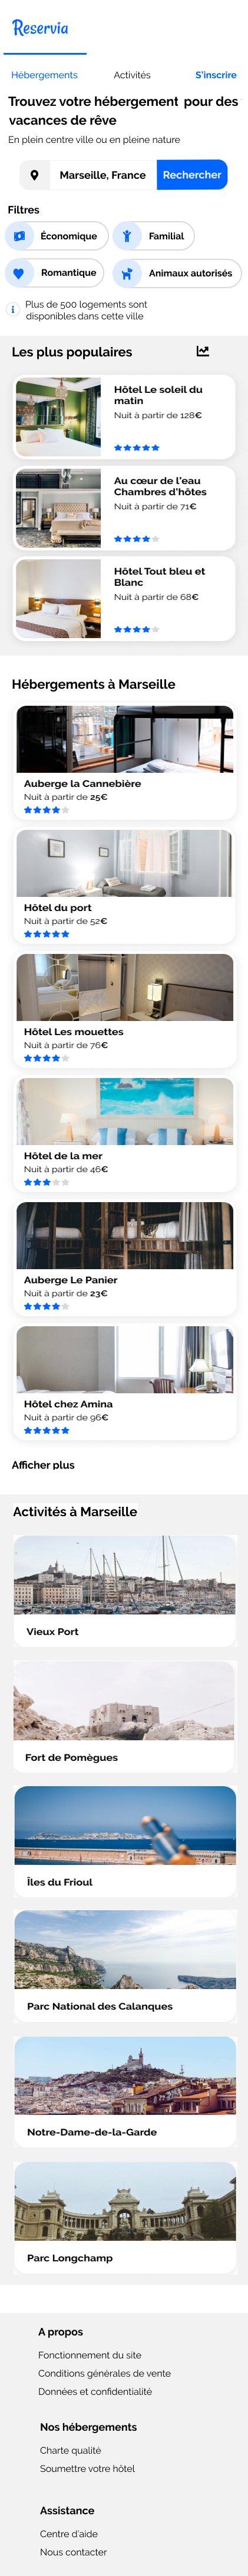 Reservia
Hébergements
Activités
S'inscrire
Trouvez votre hébergement pour des
vacances de rêve
En plein centre ville ou en pleine nature
Marseille, France
Rechercher
Filtres
Économique
Familial
Romantique
Animaux autorisés
Plus de 500 logements sont
disponibles dans cette ville
Les plus populaires
Hôtel Le soleil du
matin
Nuit à partir de 128€
Au cœur de l'eau
Chambres d'hôtes
Nuit à partir de 71€
Hôtel Tout bleu et
Blanc
Nuit à partir de 68€
Hébergements à Marseille
Auberge la Cannebière
Nuit à partir de 25€
Hôtel du port
Nuit à partir de 52€
Hôtel Les mouettes
Nuit à partir de 76€
Hôtel de la mer
Nuit à partir de 46€
Auberge Le Panier
Nuit à partir de 23€
Hôtel chez Amina
Nuit à partir de 96€
Afficher plus
Activités à Marseille
Vieux Port
Fort de Pomègues
Îles du Frioul
Parc National des Calanques
Notre-Dame-de-la-Garde
Parc Longchamp
A propos
Fonctionnement du site
Conditions générales de vente
Données et confidentialité
Nos hébergements
Charte qualité
Soumettre votre hôtel
Assistance
Centre d'aide
Nous contacter